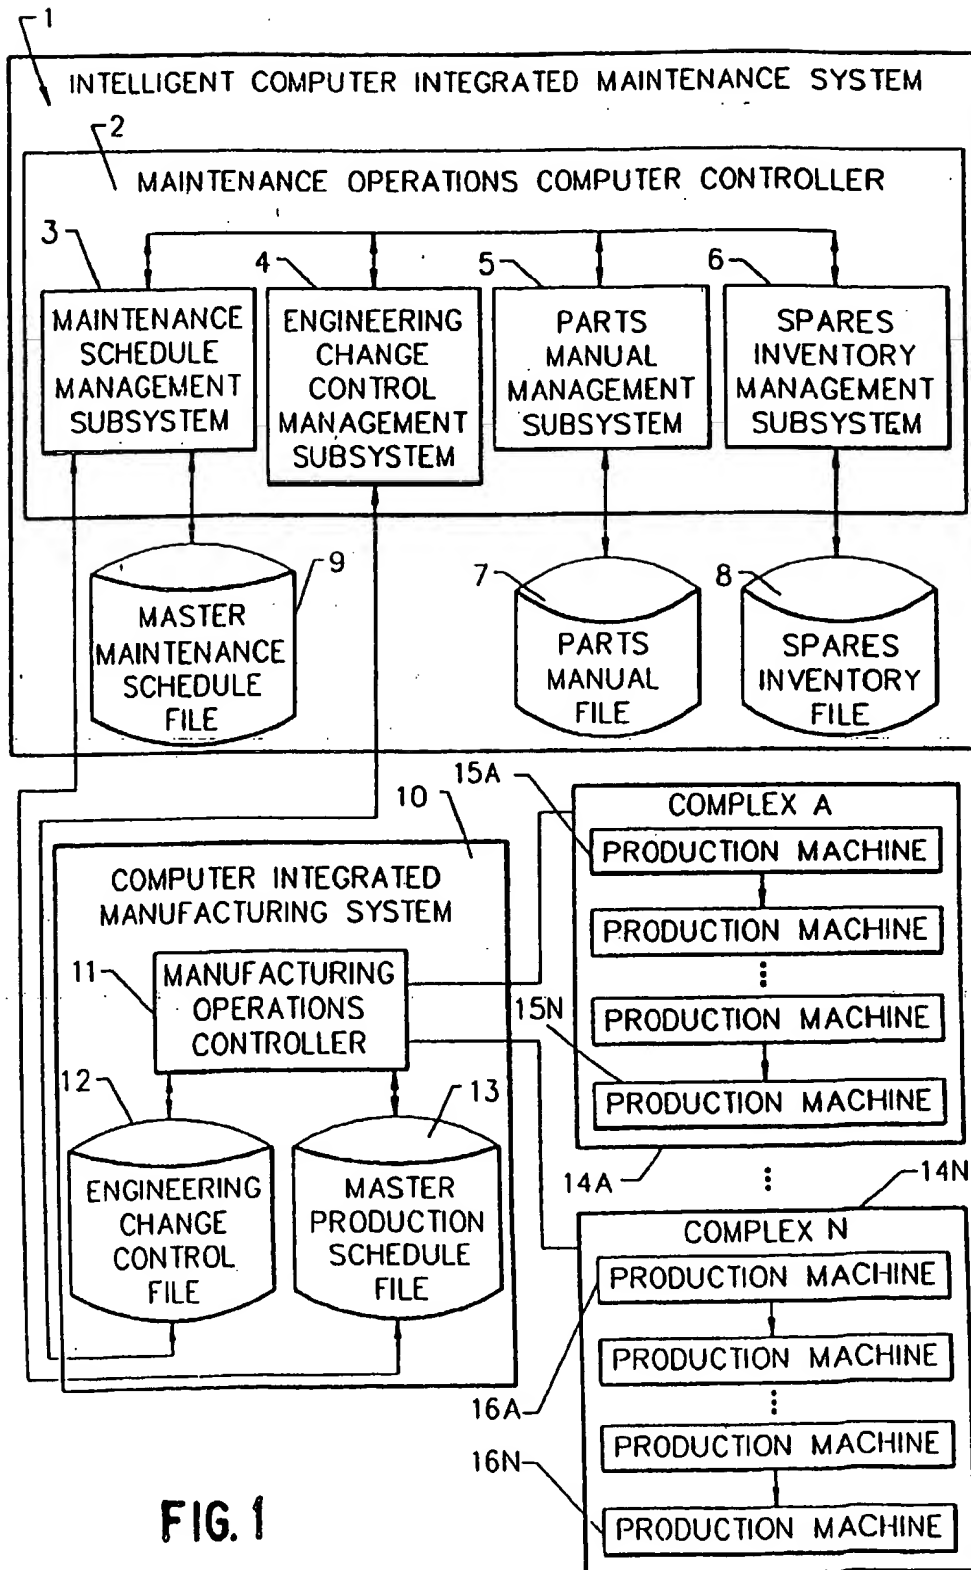 1
INTELLIGENT COMPUTER INTEGRATED MAINTENANCE SYSTEM
2
MAINTENANCE OPERATIONS COMPUTER CONTROLLER
3
MAINTENANCE
SCHEDULE
MANAGEMENT
SUBSYSTEM
4
ENGINEERING
CHANGE
CONTROL
MANAGEMENT
SUBSYSTEM
5
PARTS
MANUAL
MANAGEMENT
SUBSYSTEM
6
SPARES
INVENTORY
MANAGEMENT
SUBSYSTEM
9
MASTER
MAINTENANCE
SCHEDULE
FILE
7
PARTS
MANUAL
FILE
8
SPARES
INVENTORY
FILE
10
COMPUTER INTEGRATED
MANUFACTURING SYSTEM
11
MANUFACTURING
OPERATIONS
CONTROLLER
12
ENGINEERING
CHANGE
CONTROL
FILE
13
MASTER
PRODUCTION
SCHEDULE
FILE
15A
COMPLEX A
PRODUCTION MACHINE
PRODUCTION MACHINE
15N
PRODUCTION MACHINE
PRODUCTION MACHINE
14A
14N
COMPLEX N
PRODUCTION MACHINE
PRODUCTION MACHINE
16A
PRODUCTION MACHINE
16N
PRODUCTION MACHINE
FIG. 1